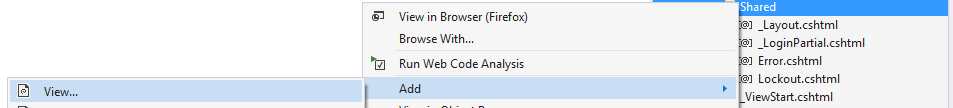 View in Browser (Firefox)
Browse With...
Run Web Code Analysis
Add
View...
Shared
_Layout.cshtml
_LoginPartial.cshtml
Error.cshtml
Lockout.cshtml
_ViewStart.cshtml